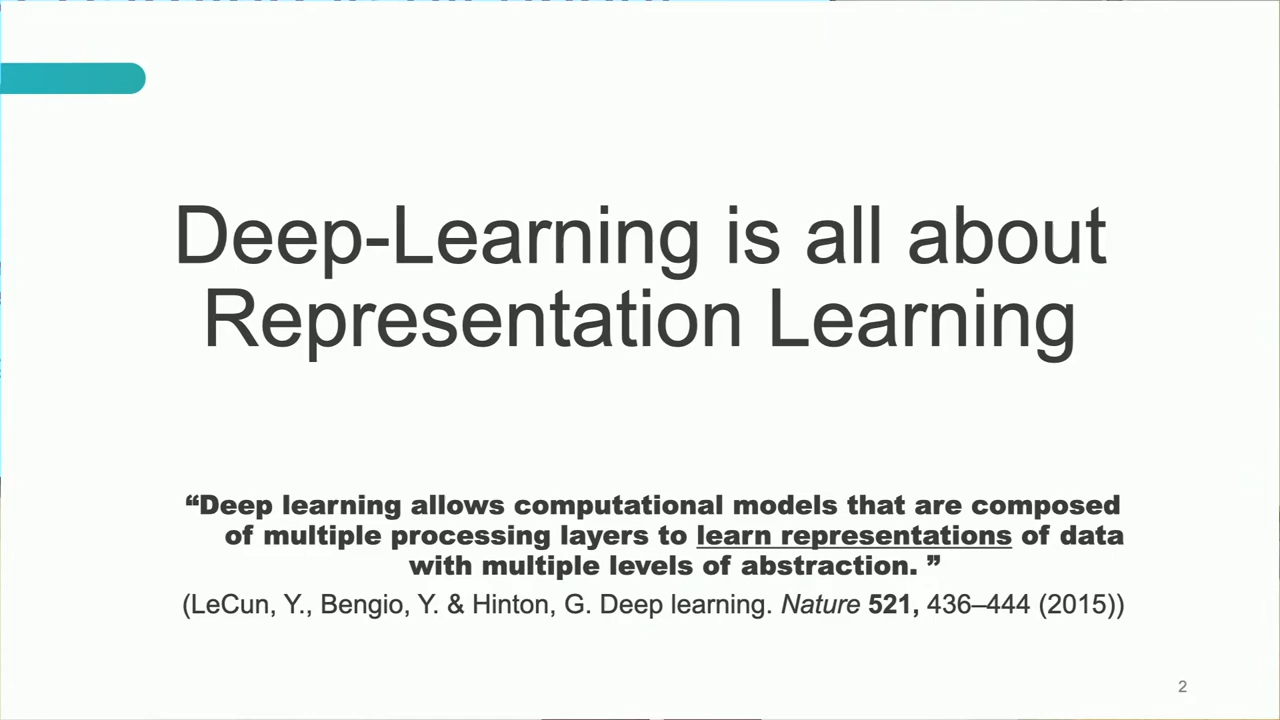 Deep-Learning is all about
Representation Learning
“Deep learning allows computational models that are composed
of multiple processing layers to learn representations of data
with multiple levels of abstraction. ”
(LeCun, Y., Bengio, Y. & Hinton, G. Deep learning. Nature 521, 436–444 (2015))
2